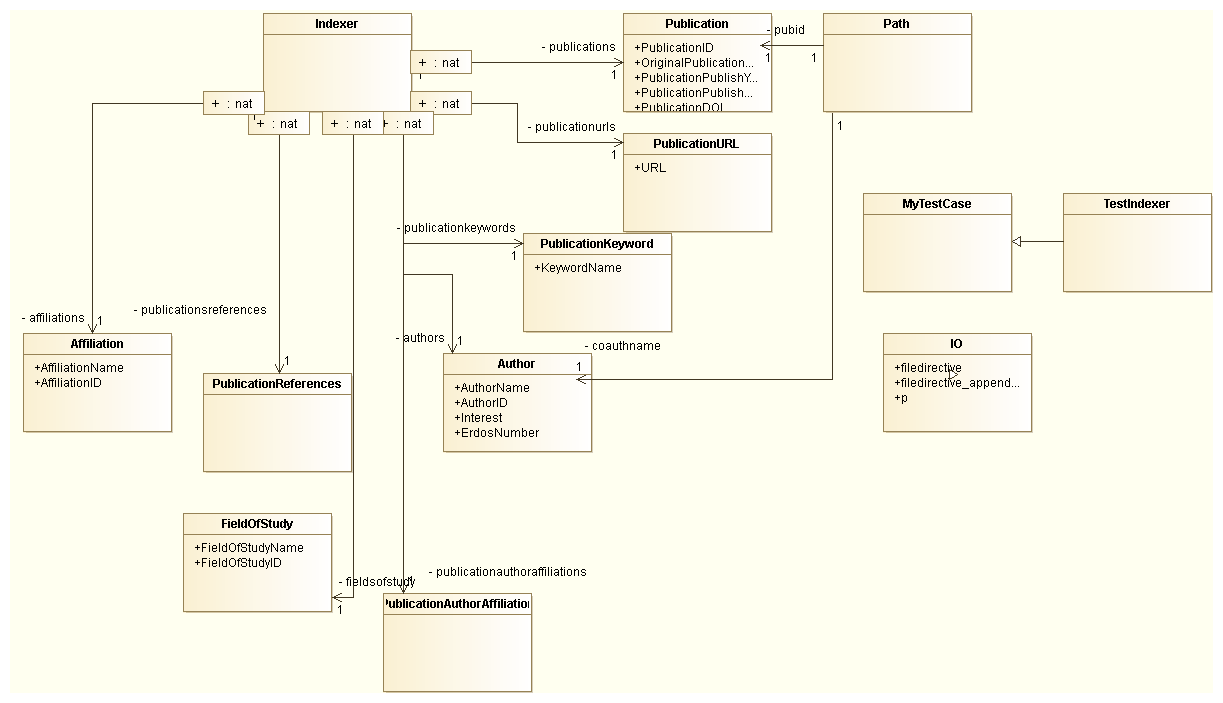 Indexer
Publication
Path
+PublicationID
+OriginalPublication...
+PublicationPublishY...
+PublicationPublish...
+PublicationDOI
- pubid
1
1
- publications
1
+ : nat
+ : nat
+ : nat
+ : nat
+ : nat
+ : nat
- publicationurls
1
1
PublicationURL
+URL
MyTestCase
TestIndexer
- publicationkeywords
1
PublicationKeyword
+KeywordName
- publicationsreferences
- affiliations
1
Affiliation
+AffiliationName
+AffiliationID
1
PublicationReferences
- authors
1
- coauthname
1
Author
+AuthorName
+AuthorID
+Interest
+ErdosNumber
IO
+filedirective
+filedirective_append...
+p
FieldOfStudy
+FieldOfStudyName
+FieldOfStudyID
- fieldsofstudy
1
- publicationauthoraffiliations
PublicationAuthorAffiliation